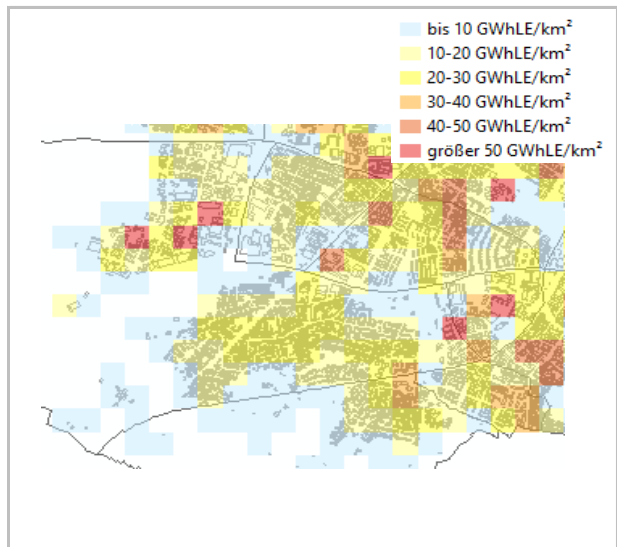 bis 10 GWhLE/km²
10-20 GWhLE/km²
20-30 GWhLE/km²
30-40 GWhLE/km²
40-50 GWhLE/km²
größer 50 GWhLE/km²